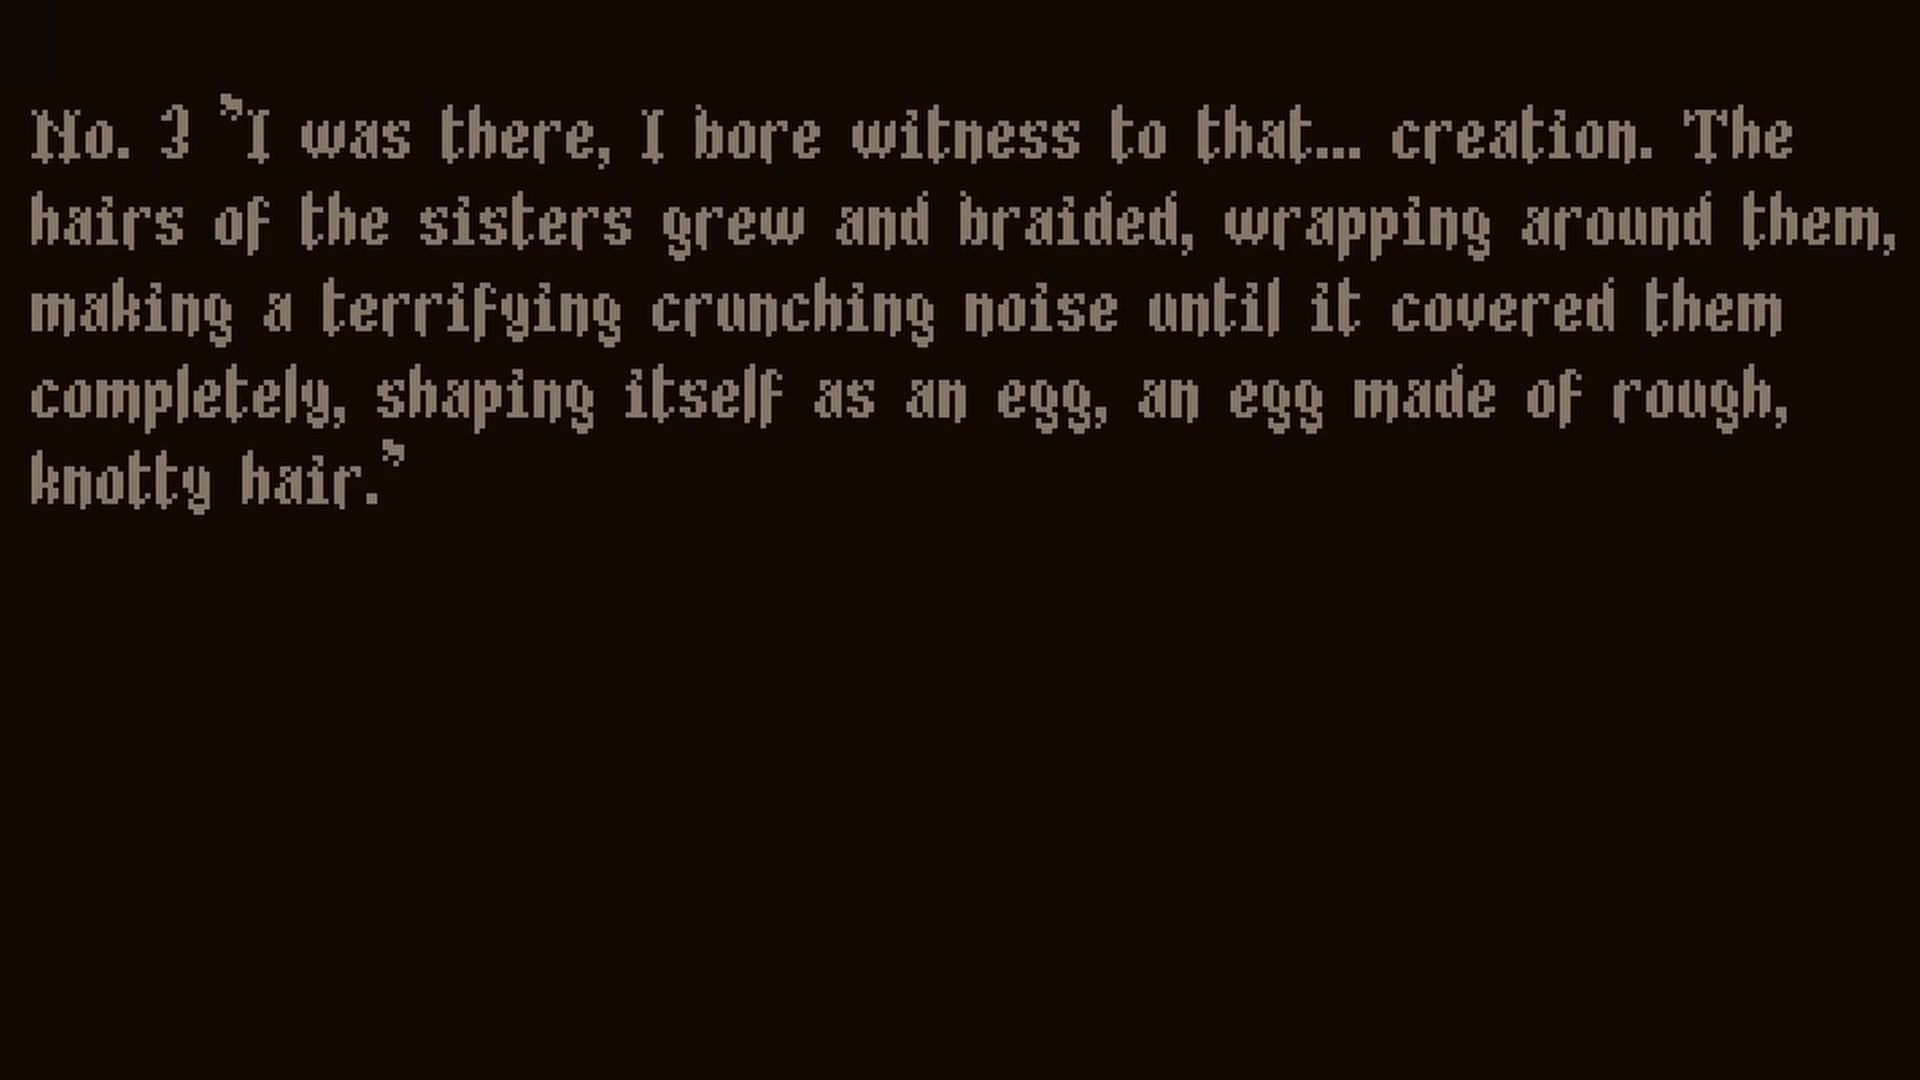 No. 3 "I was there, I bore witness to that... creation. The
hairs of the sisters grew and braided, wrapping around them,
making a terrifying crunching noise until it covered them
completely, shaping itself as an egg, an egg made of rough,
knotty hair."